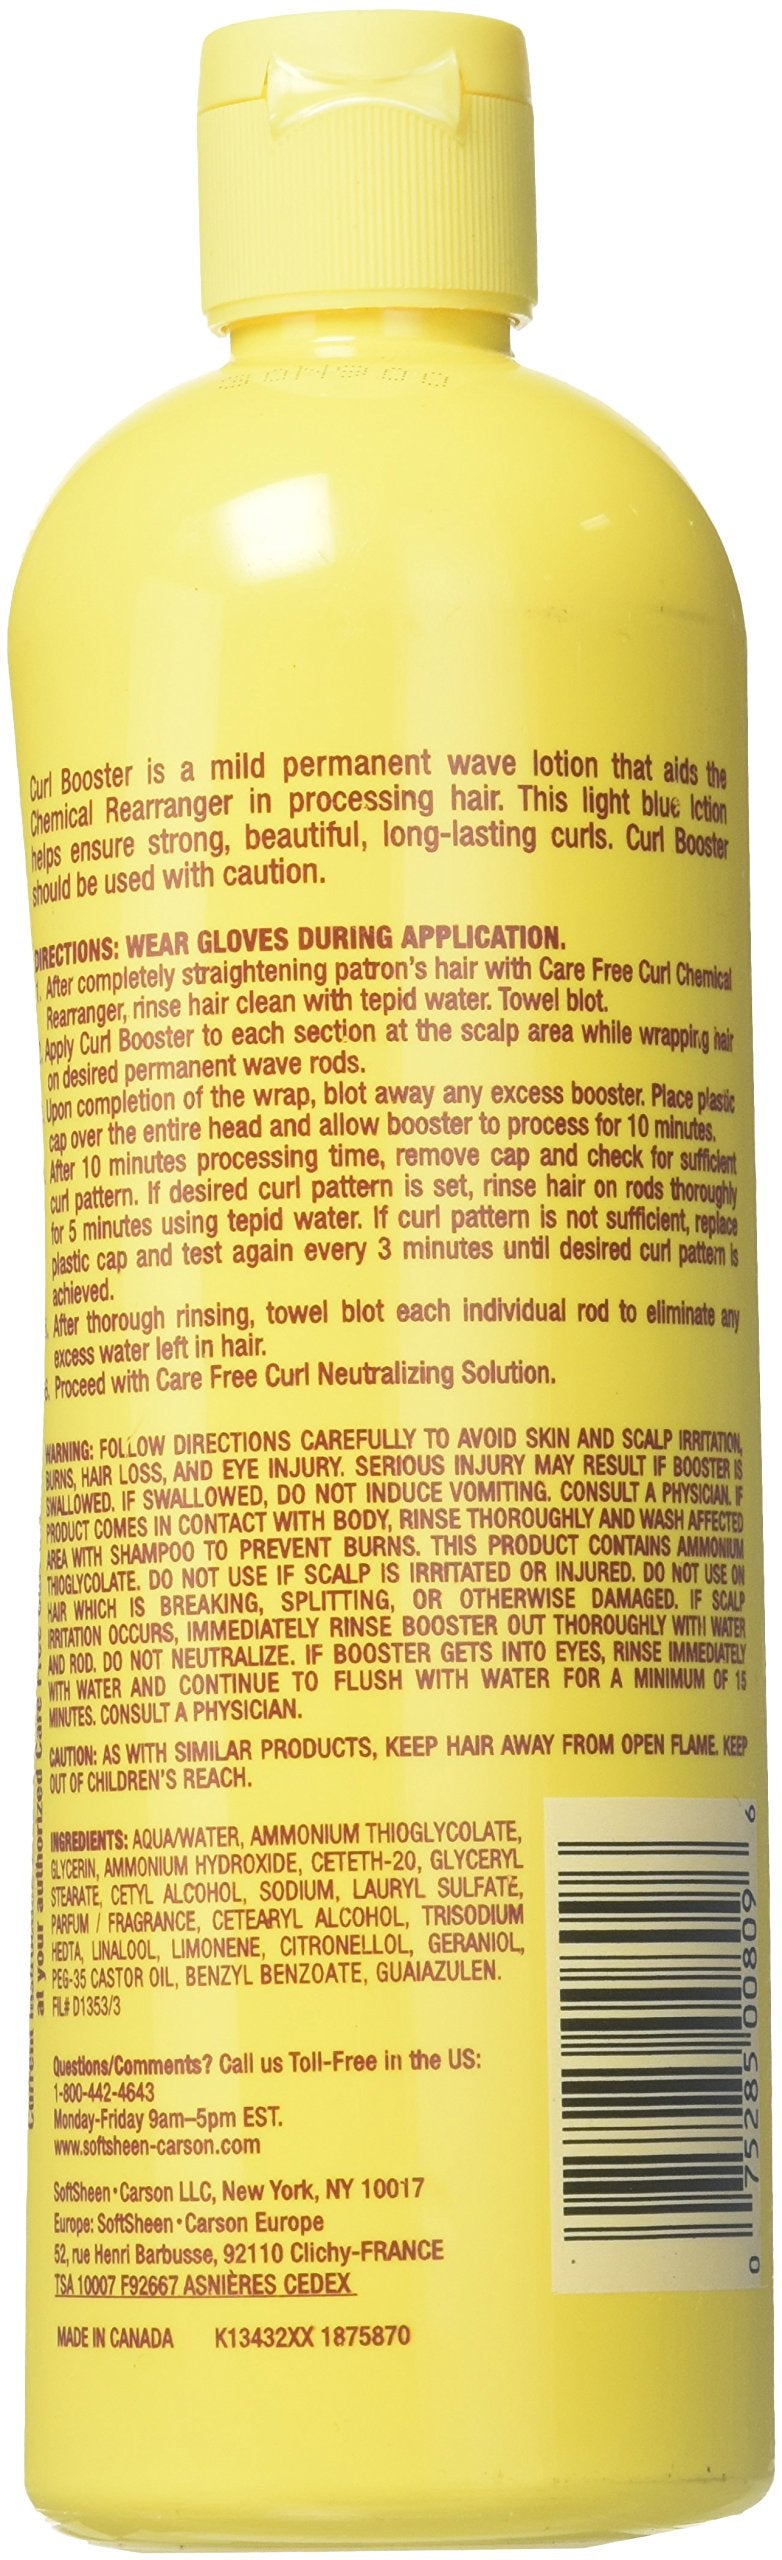 Curl Booster is a mild permanent wave lotion that aids the
Chemical Rearranger in processing hair. This light blue lction
helps ensure strong, beautiful, long-lasting curls. Curl Booster
should be used with caution.
DIRECTIONS: WEAR GLOVES DURING APPLICATION.
1. After completely straightening patron's hair with Care Free Curl Chemical
Rearranger, rinse hair clean with tepid water. Towel blot.
Apply Curl Booster to each section at the scalp area while wrapping hair
on desired permanent wave rods.
Upon completion of the wrap, blot away any excess booster. Place plastic
cap over the entire head and allow booster to process for 10 minutes.
After 10 minutes processing time, remove cap and check for sufficient
curl pattern. If desired curl pattern is set, rinse hair on rods thoroughly
for 5 minutes using tepid water. If curl pattern is not sufficient, replace
plastic cap and test again every 3 minutes until desired curl pattern is
achieved.
After thorough rinsing, towel blot each individual rod to eliminate any
excess water left in hair.
6. Proceed with Care Free Curl Neutralizing Solution.
WARNING: FOLLOW DIRECTIONS CAREFULLY TO AVOID SKIN AND SCALP IRRITATION,
BURNS, HAIR LOSS, AND EYE INJURY. SERIOUS INJURY MAY RESULT IF BOOSTER IS
SWALLOWED. IF SWALLOWED, DO NOT INDUCE VOMITING. CONSULT A PHYSICIAN. IF
PRODUCT COMES IN CONTACT WITH BODY, RINSE THOROUGHLY AND WASH AFFECTED
AREA WITH SHAMPOO TO PREVENT BURNS. THIS PRODUCT CONTAINS AMMONIUM
THIOGLYCOLATE. DO NOT USE IF SCALP IS IRRITATED OR INJURED. DO NOT USE ON
HAIR WHICH IS BREAKING, SPLITTING, OR OTHERWISE DAMAGED. IF SCALP
IRRITATION OCCURS, IMMEDIATELY RINSE BOOSTER OUT THOROUGHLY WITH WATER
AND ROD. DO NOT NEUTRALIZE. IF BOOSTER GETS INTO EYES, RINSE IMMEDIATELY
WITH WATER AND CONTINUE TO FLUSH WITH WATER FOR A MINIMUM OF 15
MINUTES. CONSULT A PHYSICIAN.
CAUTION: AS WITH SIMILAR PRODUCTS, KEEP HAIR AWAY FROM OPEN FLAME. KEEP
OUT OF CHILDREN'S REACH.
INGREDIENTS: AQUA/WATER, AMMONIUM THIOGLYCOLATE,
GLYCERIN, AMMONIUM HYDROXIDE, CETETH-20, GLYCERYL
STEARATE, CETYL ALCOHOL, SODIUM, LAURYL SULFATE,
PARFUM / FRAGRANCE, CETEARYL ALCOHOL, TRISODIUM
HEDTA, LINALOOL, LIMONENE, CITRONELLOL, GERANIOL,
PEG-35 CASTOR OIL, BENZYL BENZOATE, GUAIAZULEN.
FIL# D1353/3
Questions/Comments? Call us Toll-Free in the US:
1-800-442-4643
Monday-Friday 9am–5pm EST.
www.softsheen-carson.com
SoftSheen•Carson LLC, New York, NY 10017
Europe: SoftSheen•Carson Europe
52, rue Henri Barbusse, 92110 Clichy-FRANCE
TSA 10007 F92667 ASNIÈRES CEDEX
MADE IN CANADA K13432XX 1875870
at your authorized
0 75285 00809 6